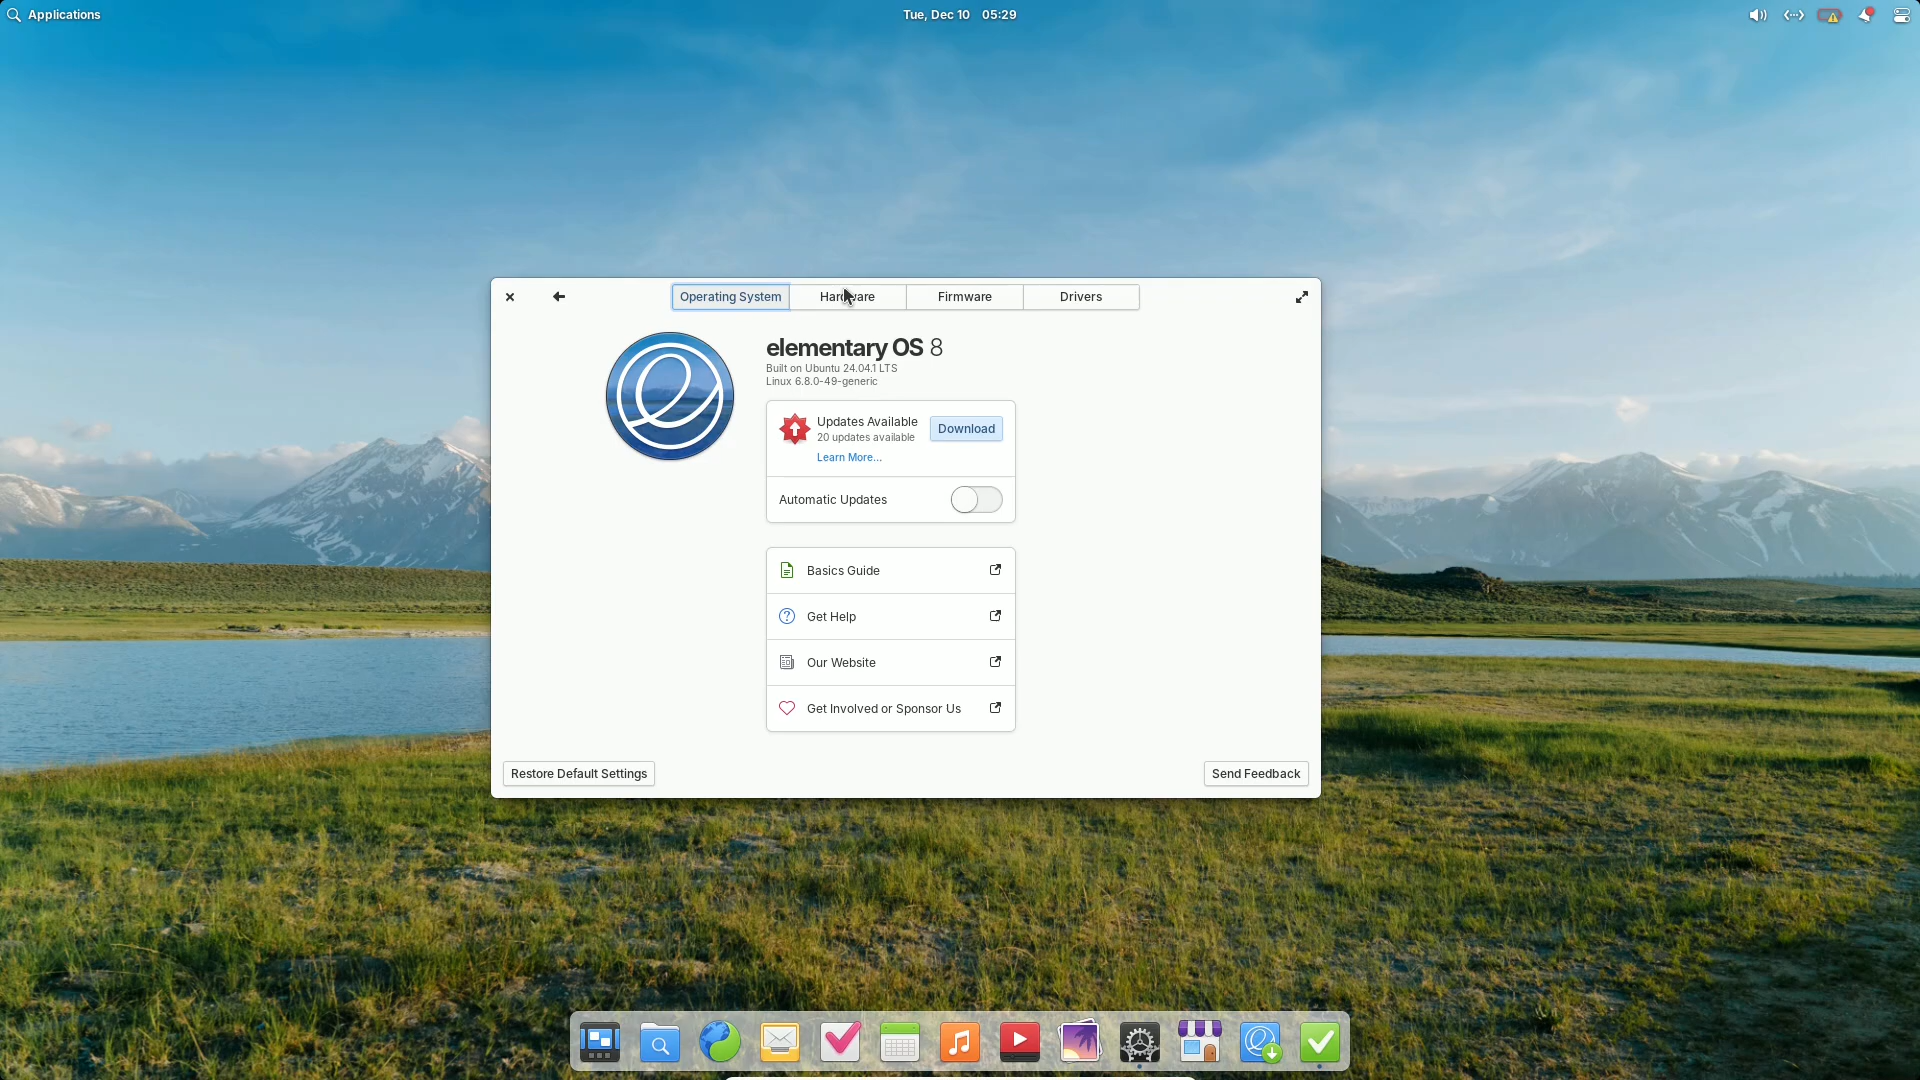 Applications
Tue, Dec 10 05:29
Operating System
Hardware
Firmware
Drivers
elementary OS 8
Built on Ubuntu 24.04.1 LTS
Linux 6.8.0-49-generic
Updates Available
20 updates available
Download
Learn More...
Automatic Updates
Basics Guide
Get Help
Our Website
Get Involved or Sponsor Us
Restore Default Settings
Send Feedback